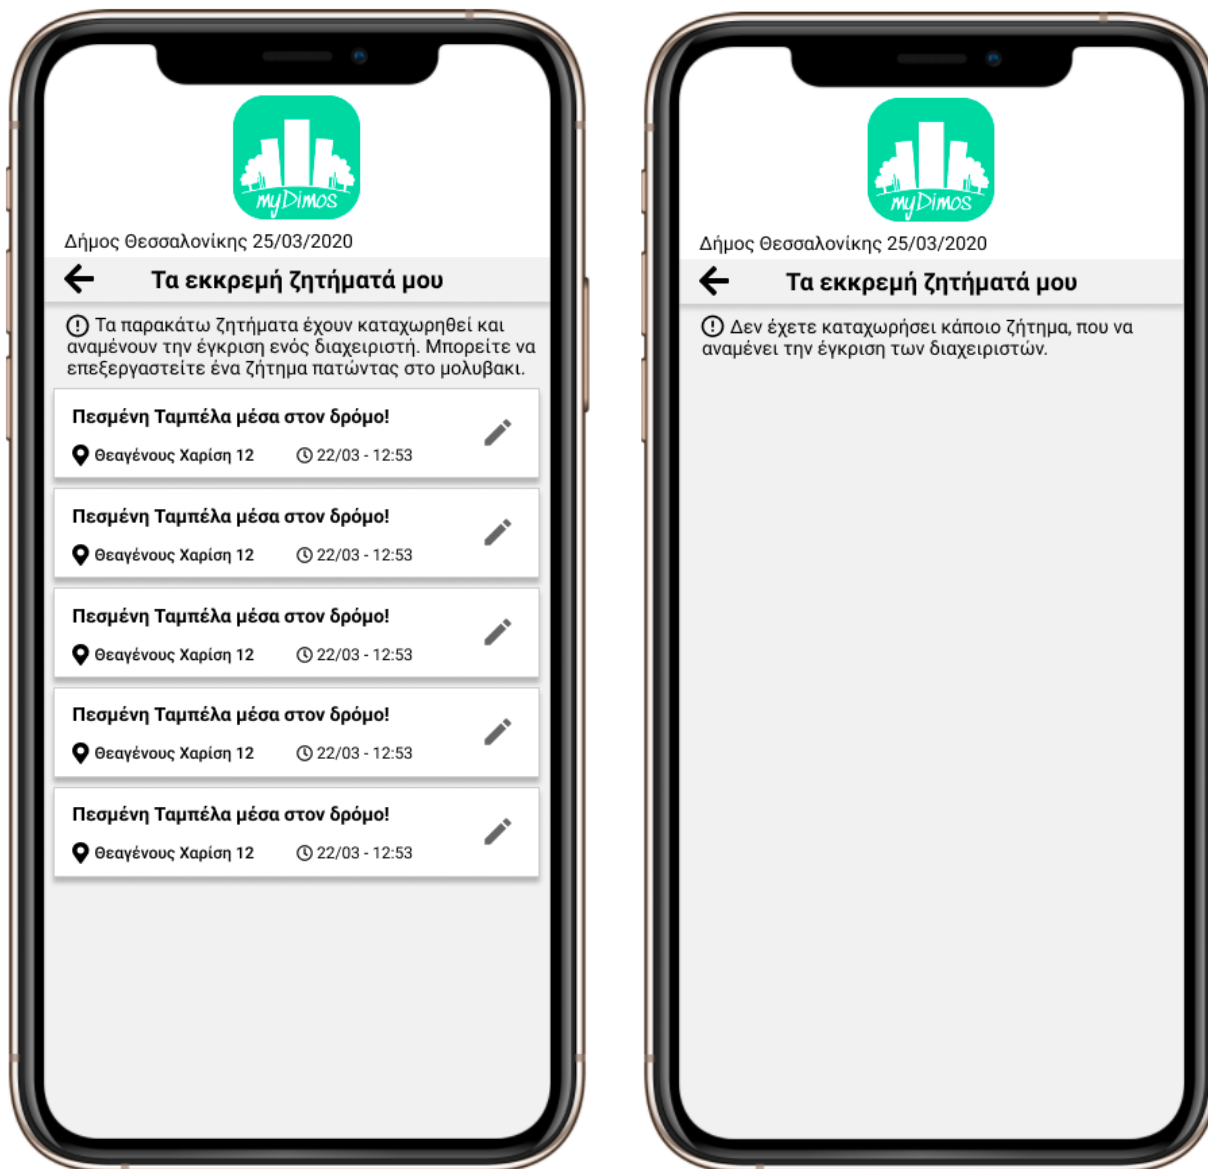 myDimos
Δήμος Θεσσαλονίκης 25/03/2020
Τα εκκρεμή ζητήματά μου
Τα παρακάτω ζητήματα έχουν καταχωρηθεί και
αναμένουν την έγκριση ενός διαχειριστή. Μπορείτε να
επεξεργαστείτε ένα ζήτημα πατώντας στο μολυβακι.
Πεσμένη Ταμπέλα μέσα στον δρόμο!
Θεαγένους Χαρίση 12 22/03 - 12:53
Πεσμένη Ταμπέλα μέσα στον δρόμο!
Θεαγένους Χαρίση 12 22/03 - 12:53
Πεσμένη Ταμπέλα μέσα στον δρόμο!
Θεαγένους Χαρίση 12 22/03 - 12:53
Πεσμένη Ταμπέλα μέσα στον δρόμο!
Θεαγένους Χαρίση 12 22/03 - 12:53
Πεσμένη Ταμπέλα μέσα στον δρόμο!
Θεαγένους Χαρίση 12 22/03 - 12:53
myDimos
Δήμος Θεσσαλονίκης 25/03/2020
Τα εκκρεμή ζητήματά μου
Δεν έχετε καταχωρήσει κάποιο ζήτημα, που να
αναμένει την έγκριση των διαχειριστών.